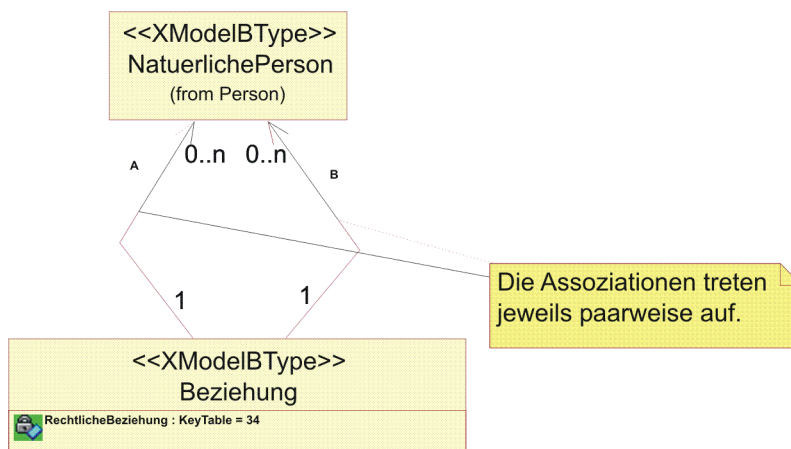 <<XModelBType>>
NatuerlichePerson
(from Person)
0..n 0..n
A
B
Die Assoziationen treten
jeweils paarweise auf.
1
1
<<XModelBType>>
Beziehung
RechtlicheBeziehung : KeyTable = 34